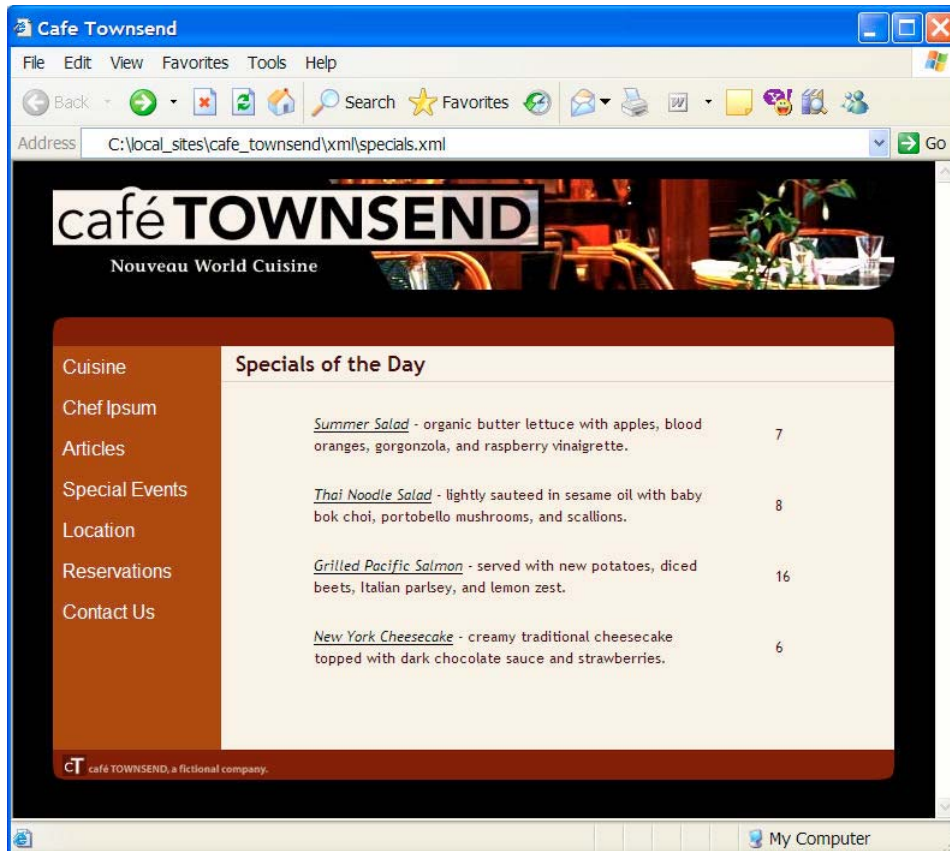 Cafe Townsend
File Edit View Favorites Tools Help
Back Search Favorites
Address C:\local_sites\cafe_townsend\xml\specials.xml Go
café TOWNSEND
Nouveau World Cuisine
Cuisine
Chef Ipsum
Articles
Special Events
Location
Reservations
Contact Us
Specials of the Day
Summer Salad - organic butter lettuce with apples, blood
oranges, gorgonzola, and raspberry vinaigrette.
7
Thai Noodle Salad - lightly sauteed in sesame oil with baby
bok choi, portobello mushrooms, and scallions.
8
Grilled Pacific Salmon - served with new potatoes, diced
beets, Italian parlsey, and lemon zest.
16
New York Cheesecake - creamy traditional cheesecake
topped with dark chocolate sauce and strawberries.
6
cT café TOWNSEND, a fictional company.
My Computer